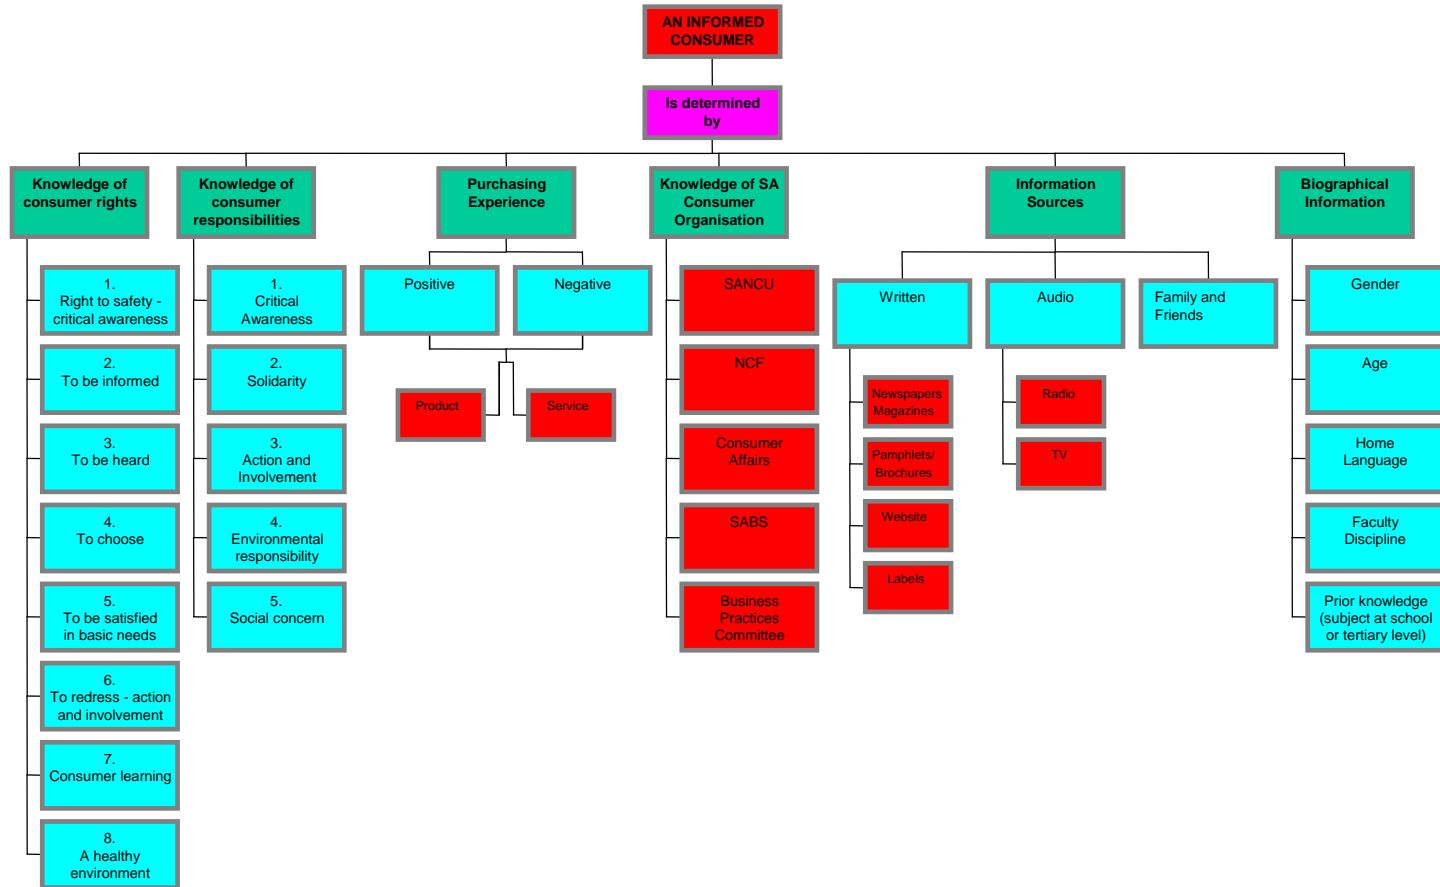 AN INFORMED
CONSUMER
Is determined
by
Knowledge of
consumer rights
Knowledge of
consumer
responsibilities
Purchasing
Experience
Knowledge of SA
Consumer
Organisation
Information
Sources
Biographical
Information
1.
Right to safety -
critical awareness
2.
To be informed
3.
To be heard
4.
To choose
5.
To be satisfied
in basic needs
6.
To redress - action
and involvement
7.
Consumer learning
8.
A healthy
environment
1.
Critical
Awareness
2.
Solidarity
3.
Action and
Involvement
4.
Environmental
responsibility
5.
Social concern
Positive
Negative
Product
Service
SANCU
NCF
Consumer
Affairs
SABS
Business
Practices
Committee
Written
Audio
Family and
Friends
Newspapers
Magazines
Pamphlets/
Brochures
Website
Labels
Radio
TV
Gender
Age
Home
Language
Faculty
Discipline
Prior knowledge
(subject at school
or tertiary level)